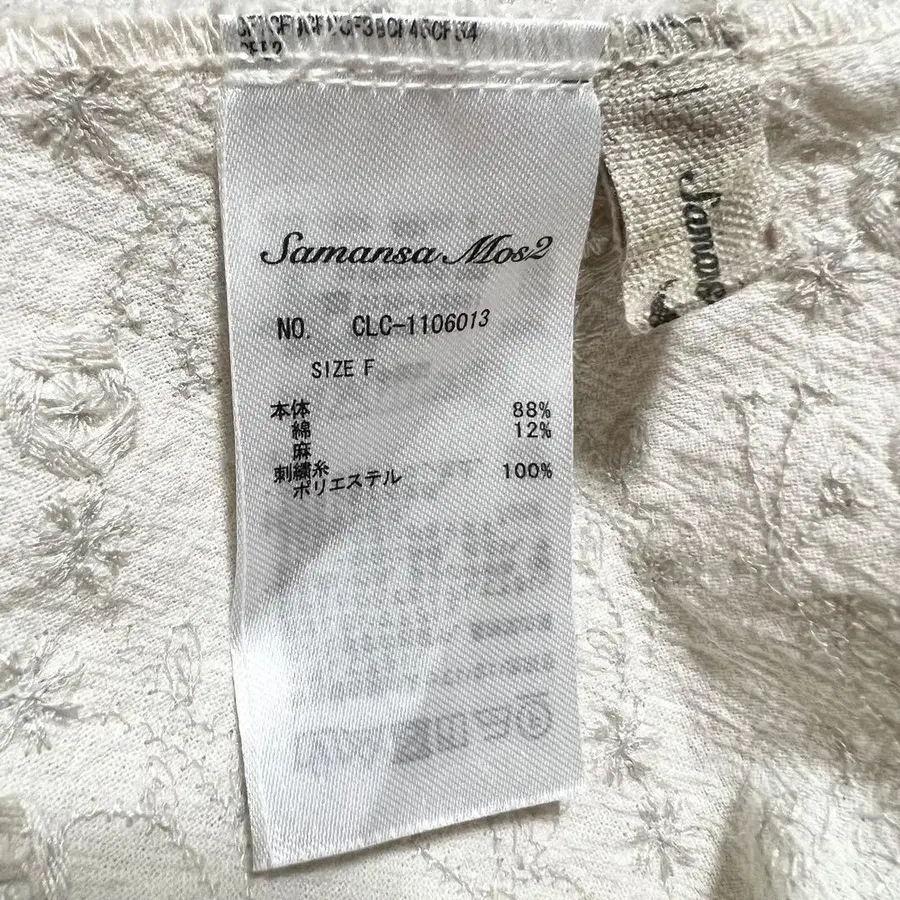 Samansa Mos2
NO. CLC-1106013
SIZE F
本体 88%
綿 12%
麻
刺繍糸 100%
ポリエステル